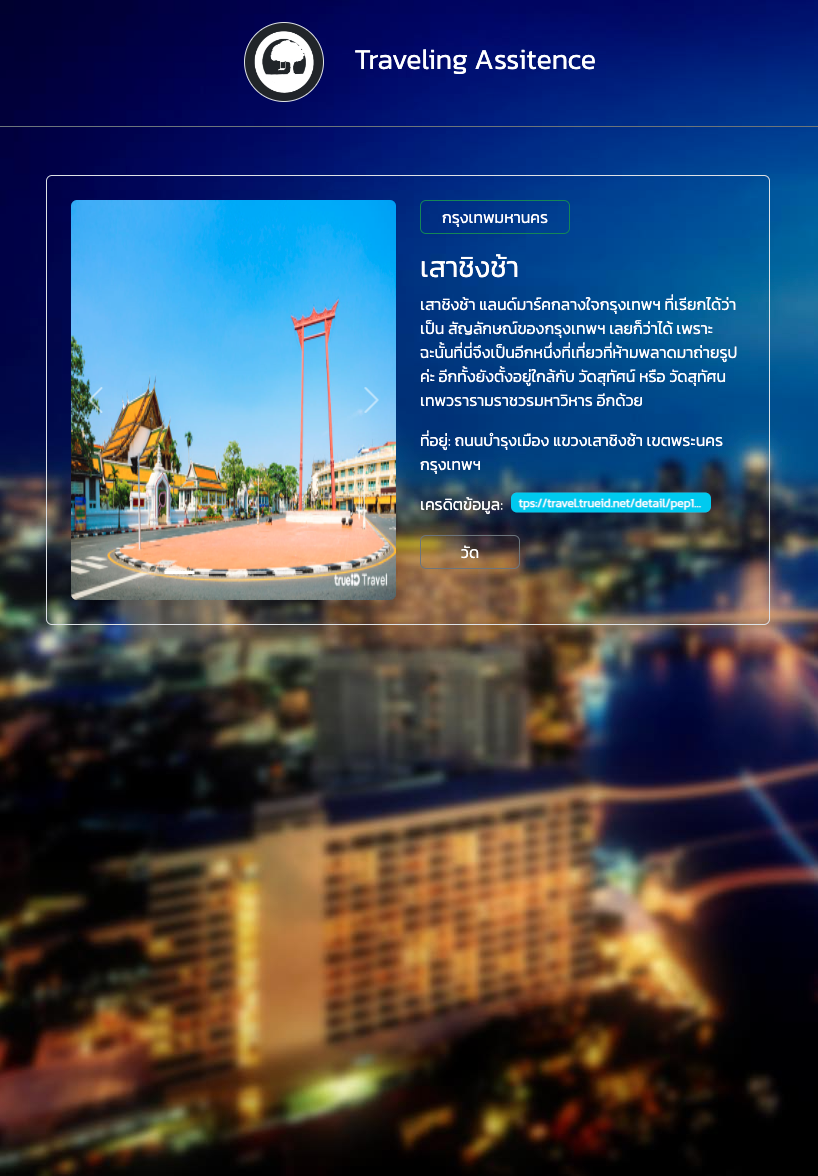 Traveling Assitence
กรุงเทพมหานคร
เสาชิงช้า
เสาชิงช้า แลนด์มาร์คกลางใจกรุงเทพฯ ที่เรียกได้ว่า
เป็น สัญลักษณ์ของกรุงเทพฯ เลยก็ว่าได้ เพราะ
ฉะนั้นที่นี่จึงเป็นอีกหนึ่งที่เที่ยวที่ห้ามพลาดมาถ่ายรูป
ค่ะ อีกทั้งยังตั้งอยู่ใกล้กับ วัดสุทัศน์ หรือ วัดสุทัศน
เทพวรารามราชวรมหาวิหาร อีกด้วย
ที่อยู่: ถนนบำรุงเมือง แขวงเสาชิงช้า เขตพระนคร
กรุงเทพฯ
เครดิตข้อมูล: tps://travel.trueid.net/detail/pep1...
วัด
trueID Travel